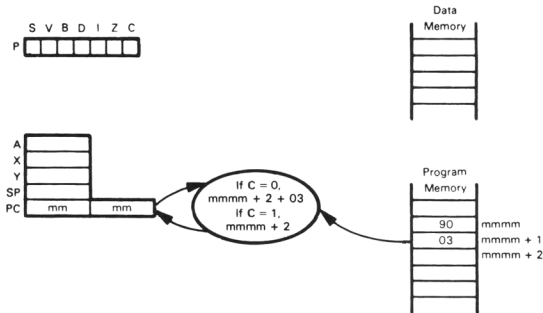 S V B D I Z C
P
Data
Memory
A
X
Y
SP
PC mm mm
If C = 0,
mmmm + 2 + 03
if C = 1,
mmmm + 2
Program
Memory
90 mmmm
03 mmmm + 1
mmmm + 2